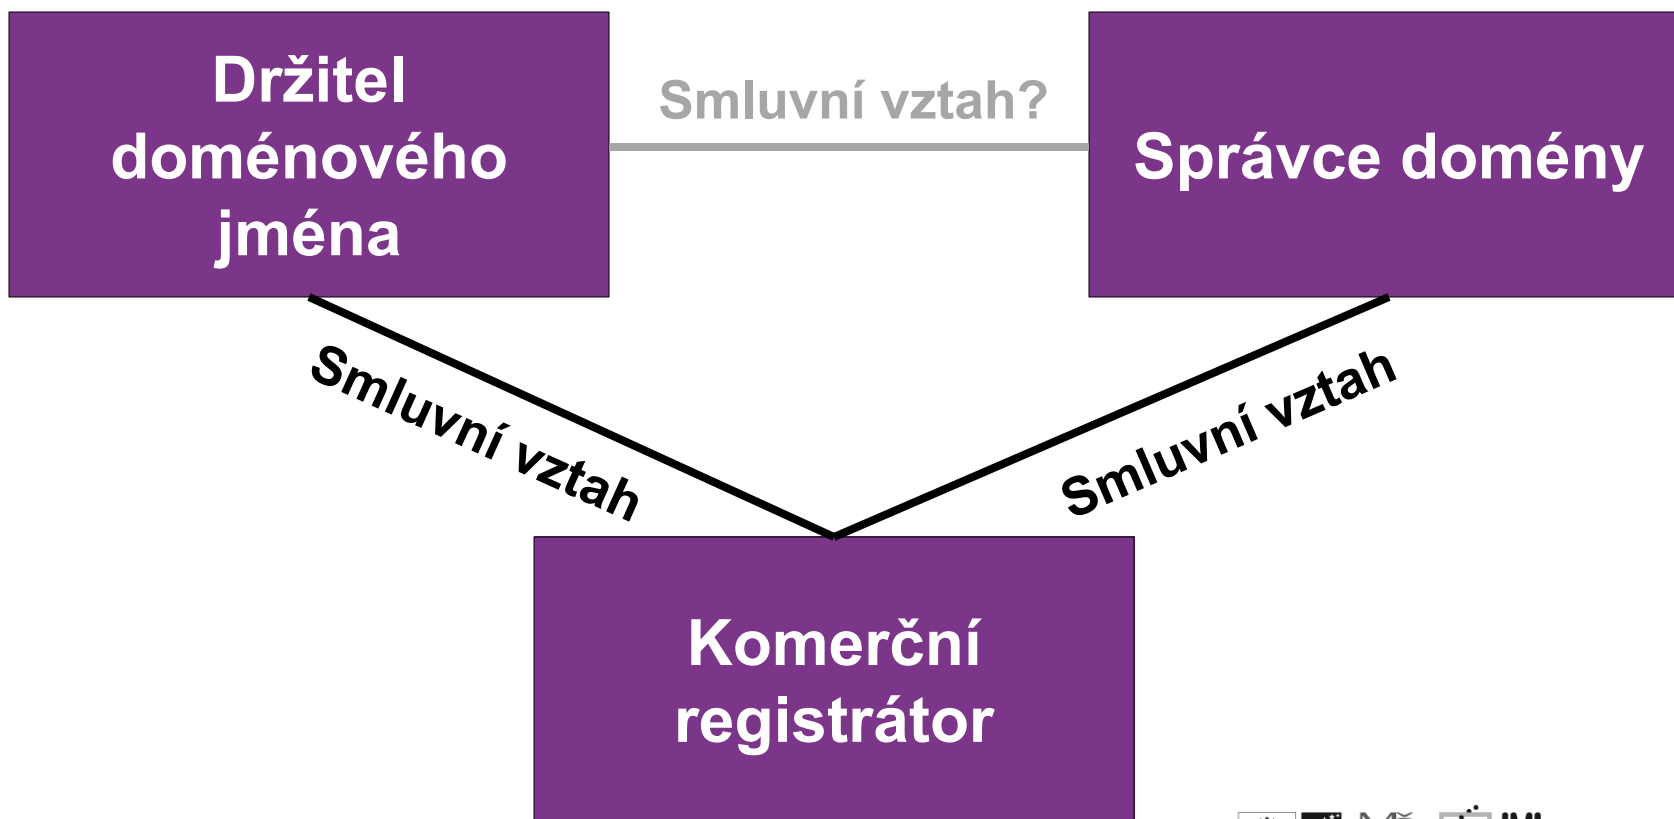 Držitel
doménového
jména
Smluvní vztah?
Správce domény
Smluvní vztah
Smluvní vztah
Komerční
registrátor